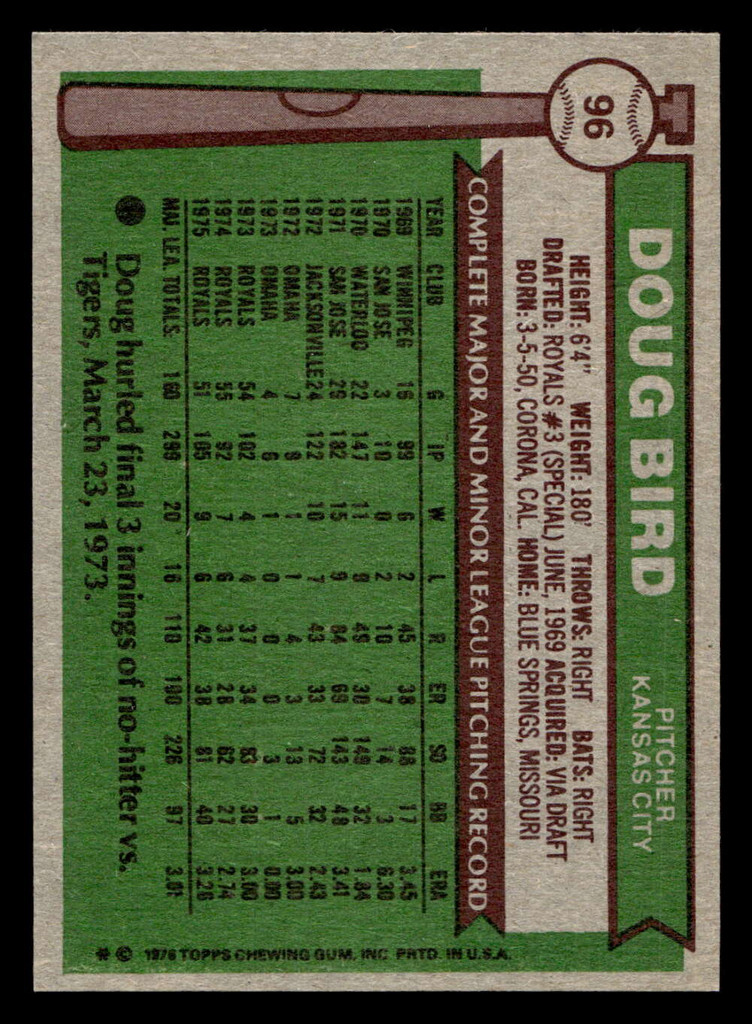 96
DOUG BIRD
PITCHER
KANSAS CITY
HEIGHT: 6'4" WEIGHT: 180' THROWS: RIGHT BATS: RIGHT
DRAFTED: ROYALS #3 (SPECIAL) JUNE, 1969 ACQUIRED: VIA DRAFT
BORN: 3-5-50, CORONA, CAL. HOME: BLUE SPRINGS, MISSOURI
COMPLETE MAJOR AND MINOR LEAGUE PITCHING RECORD
YEAR CLUB G IP W L R ER SO BB ERA
1969 WINNIPEG 16 99 6 2 45 38 88 17 3.45
1970 SAN JOSE 3 10 0 2 10 7 14 3 6.30
1970 WATERLOO 22 147 11 9 49 30 149 32 1.84
1971 SAN JOSE 29 182 15 9 84 69 143 48 3.41
1972 JACKSONVILLE 24 122 10 7 43 33 72 32 2.43
1972 OMAHA 7 9 1 1 4 3 13 5 3.00
1973 OMAHA 4 6 1 0 0 0 3 1 0.00
1973 ROYALS 54 102 4 4 37 34 83 30 3.00
1974 ROYALS 55 92 7 6 31 28 62 27 2.74
1975 ROYALS 51 105 9 6 42 38 81 40 3.26
MAJ. LEA. TOTALS: 160 299 20 16 110 100 226 97 3.01
Doug hurled final 3 innings of no-hitter vs.
Tigers, March 23, 1973.
* © 1976 TOPPS CHEWING GUM, INC. PRTD. IN U.S.A.